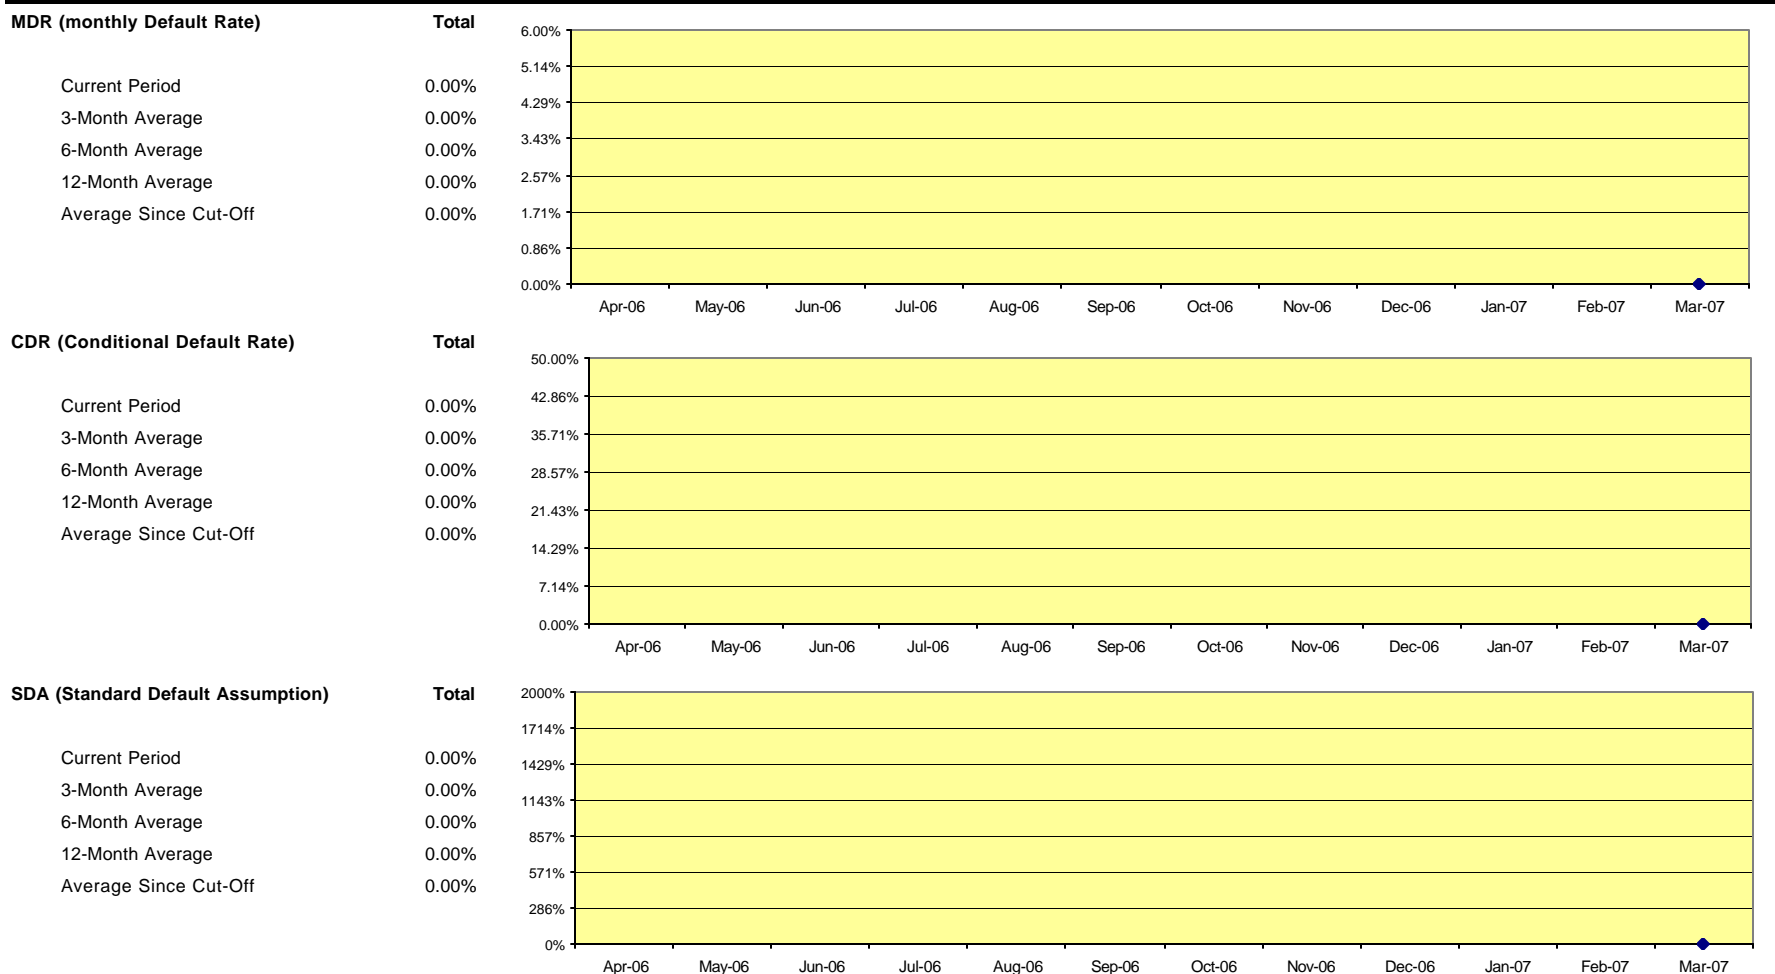 MDR (monthly Default Rate) Total
Current Period 0.00%
3-Month Average 0.00%
6-Month Average 0.00%
12-Month Average 0.00%
Average Since Cut-Off 0.00%
6.00%
5.14%
4.29%
3.43%
2.57%
1.71%
0.86%
0.00%
Apr-06 May-06 Jun-06 Jul-06 Aug-06 Sep-06 Oct-06 Nov-06 Dec-06 Jan-07 Feb-07 Mar-07
CDR (Conditional Default Rate) Total
Current Period 0.00%
3-Month Average 0.00%
6-Month Average 0.00%
12-Month Average 0.00%
Average Since Cut-Off 0.00%
50.00%
42.86%
35.71%
28.57%
21.43%
14.29%
7.14%
0.00%
Apr-06 May-06 Jun-06 Jul-06 Aug-06 Sep-06 Oct-06 Nov-06 Dec-06 Jan-07 Feb-07 Mar-07
SDA (Standard Default Assumption) Total
Current Period 0.00%
3-Month Average 0.00%
6-Month Average 0.00%
12-Month Average 0.00%
Average Since Cut-Off 0.00%
2000%
1714%
1429%
1143%
857%
571%
286%
0%
Apr-06 May-06 Jun-06 Jul-06 Aug-06 Sep-06 Oct-06 Nov-06 Dec-06 Jan-07 Feb-07 Mar-07